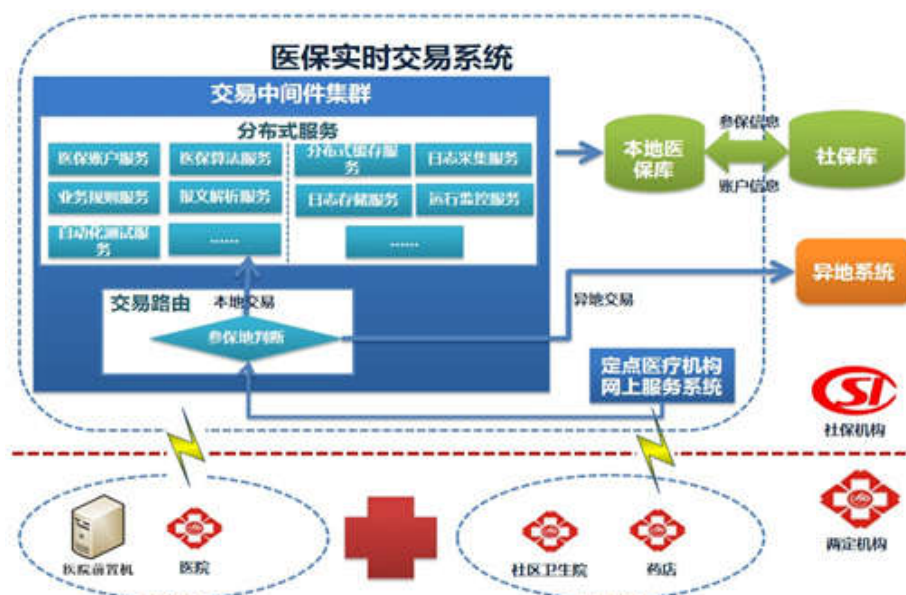 医保实时交易系统
交易中间件集群
分布式服务
医保账户服务
医保算法服务
分布式缓存服
务
日志采集服务
业务规则服务
报文解析服务
日志存储服务
运行监控服务
自动化测试服
务
......
......
交易路由
本地交易
参保地判断
异地交易
本地医
保库
参保信息
账户信息
社保库
异地系统
定点医疗机构
网上服务系统
CSI
社保机构
医院前置机
医院
社区卫生院
药店
两定机构